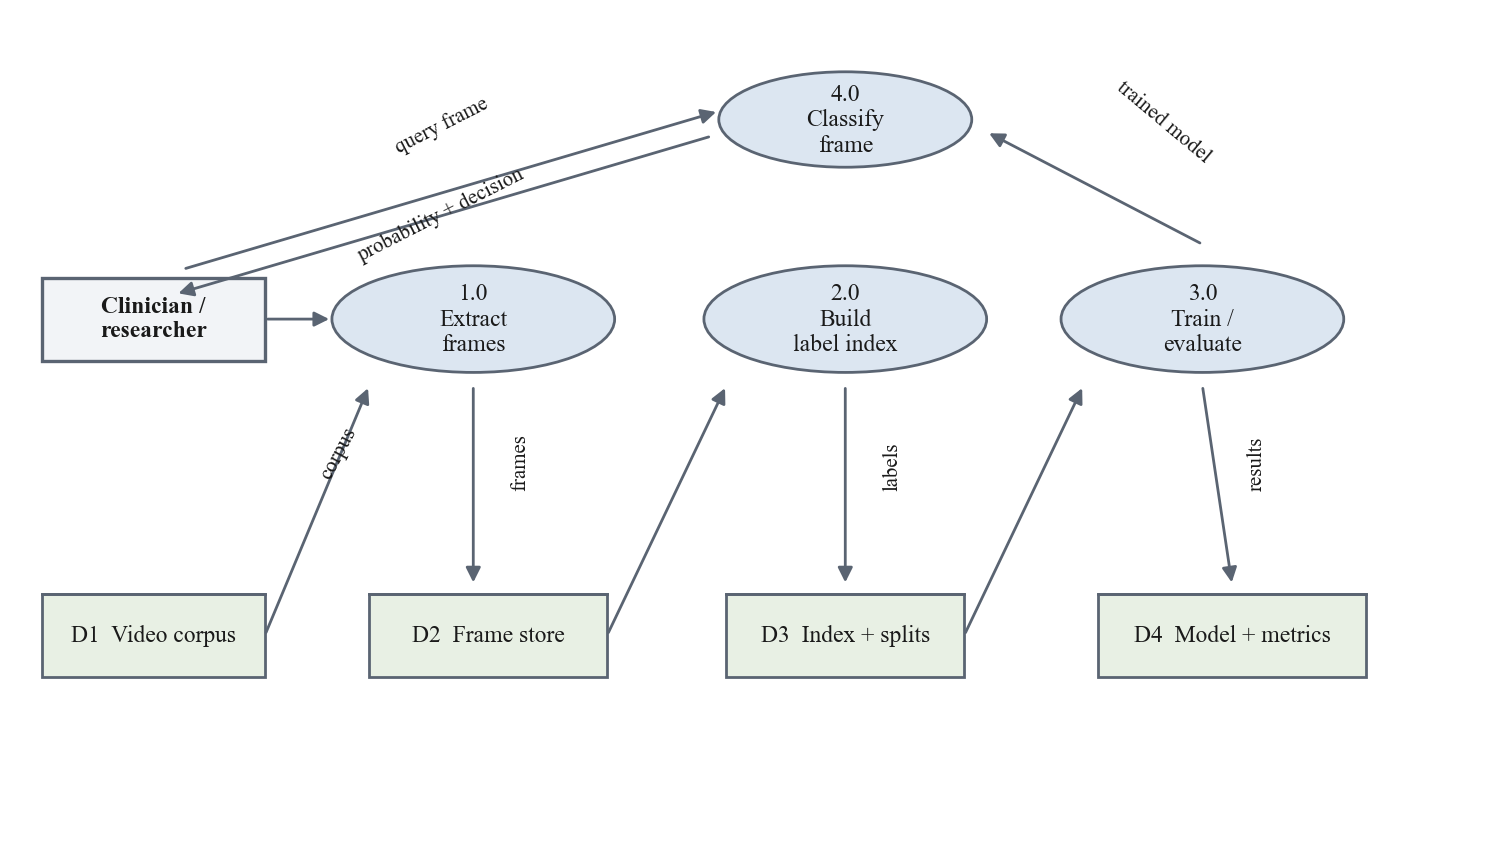 4.0
Classify
frame
query frame
trained model
probability + decision
Clinician /
researcher
1.0
Extract
frames
2.0
Build
label index
3.0
Train /
evaluate
corpus
frames
labels
results
D1 Video corpus
D2 Frame store
D3 Index + splits
D4 Model + metrics